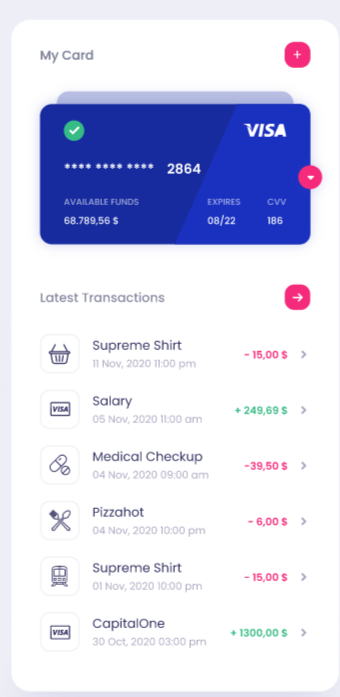 My Card
+
VISA
**** **** **** 2864
AVAILABLE FUNDS EXPIRES CVV
68.789,56 $ 08/22 186
Latest Transactions
Supreme Shirt
11 Nov, 2020 11:00 pm
- 15,00 $
VISA
Salary
05 Nov, 2020 11:00 am
+ 249,69 $
Medical Checkup
04 Nov, 2020 09:00 am
-39,50 $
Pizzahot
04 Nov, 2020 10:00 pm
- 6,00 $
Supreme Shirt
01 Nov, 2020 10:00 pm
- 15,00 $
VISA
CapitalOne
30 Oct, 2020 03:00 pm
+ 1300,00 $